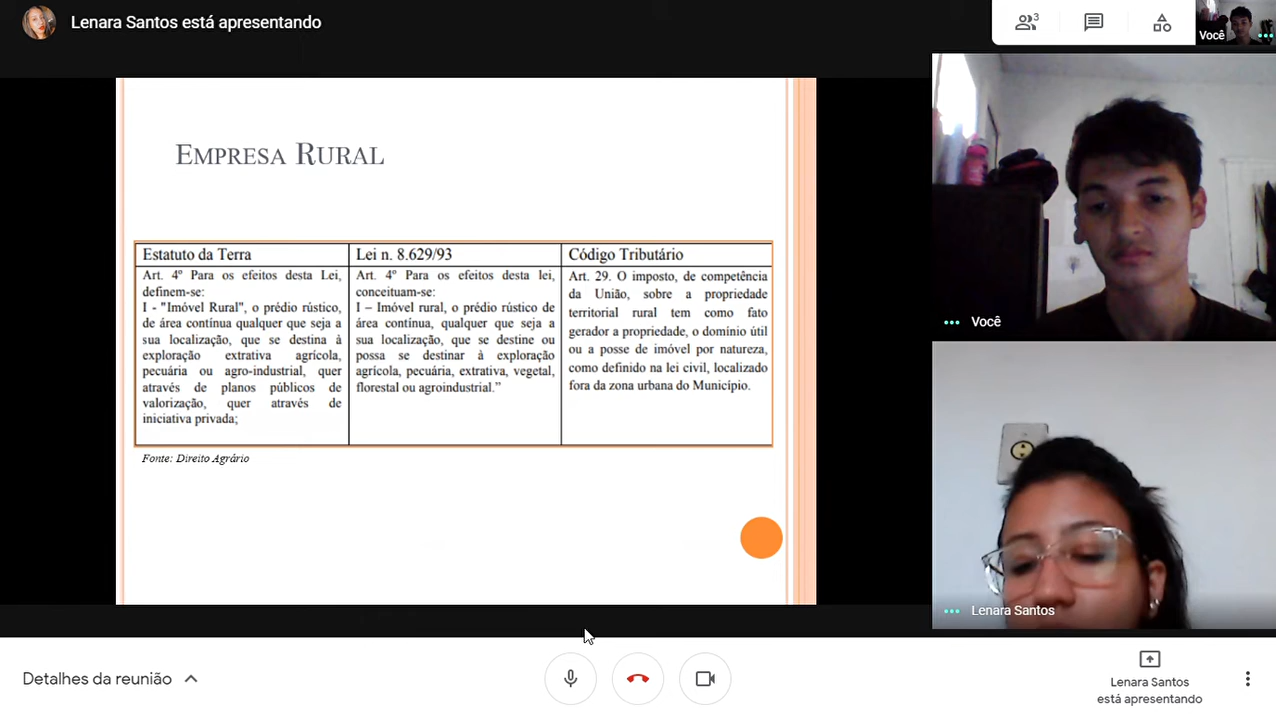 Lenara Santos está apresentando
3
Você
EMPRESA RURAL
Estatuto da Terra
Art. 4º Para os efeitos desta Lei,
definem-se:
I - "Imóvel Rural", o prédio rústico,
de área contínua qualquer que seja a
sua localização, que se destina à
exploração extrativa agrícola,
pecuária ou agro-industrial, quer
através de planos públicos de
valorização, quer através de
iniciativa privada;
Lei n. 8.629/93
Art. 4º Para os efeitos desta lei,
conceituam-se:
I – Imóvel rural, o prédio rústico de
área contínua, qualquer que seja a
sua localização, que se destine ou
possa se destinar à exploração
agrícola, pecuária, extrativa, vegetal,
florestal ou agroindustrial.”
Código Tributário
Art. 29. O imposto, de competência
da União, sobre a propriedade
territorial rural tem como fato
gerador a propriedade, o domínio útil
ou a posse de imóvel por natureza,
como definido na lei civil, localizado
fora da zona urbana do Município.
Fonte: Direito Agrário
Você
Lenara Santos
Detalhes da reunião
Lenara Santos
está apresentando